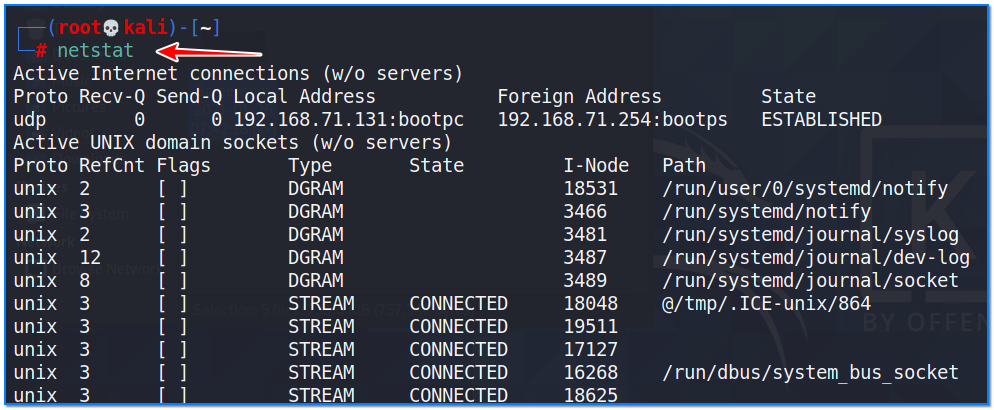 (root💀kali)-[~]
# netstat
Active Internet connections (w/o servers)
Proto Recv-Q Send-Q Local Address Foreign Address State
udp 0 0 192.168.71.131:bootpc 192.168.71.254:bootps ESTABLISHED
Active UNIX domain sockets (w/o servers)
Proto RefCnt Flags Type State I-Node Path
unix 2 [ ] DGRAM 18531 /run/user/0/systemd/notify
unix 3 [ ] DGRAM 3466 /run/systemd/notify
unix 2 [ ] DGRAM 3481 /run/systemd/journal/syslog
unix 12 [ ] DGRAM 3487 /run/systemd/journal/dev-log
unix 8 [ ] DGRAM 3489 /run/systemd/journal/socket
unix 3 [ ] STREAM CONNECTED 18048 @/tmp/.ICE-unix/864
unix 3 [ ] STREAM CONNECTED 19511
unix 3 [ ] STREAM CONNECTED 17127
unix 3 [ ] STREAM CONNECTED 16268 /run/dbus/system_bus_socket
unix 3 [ ] STREAM CONNECTED 18625
BY OFFEN